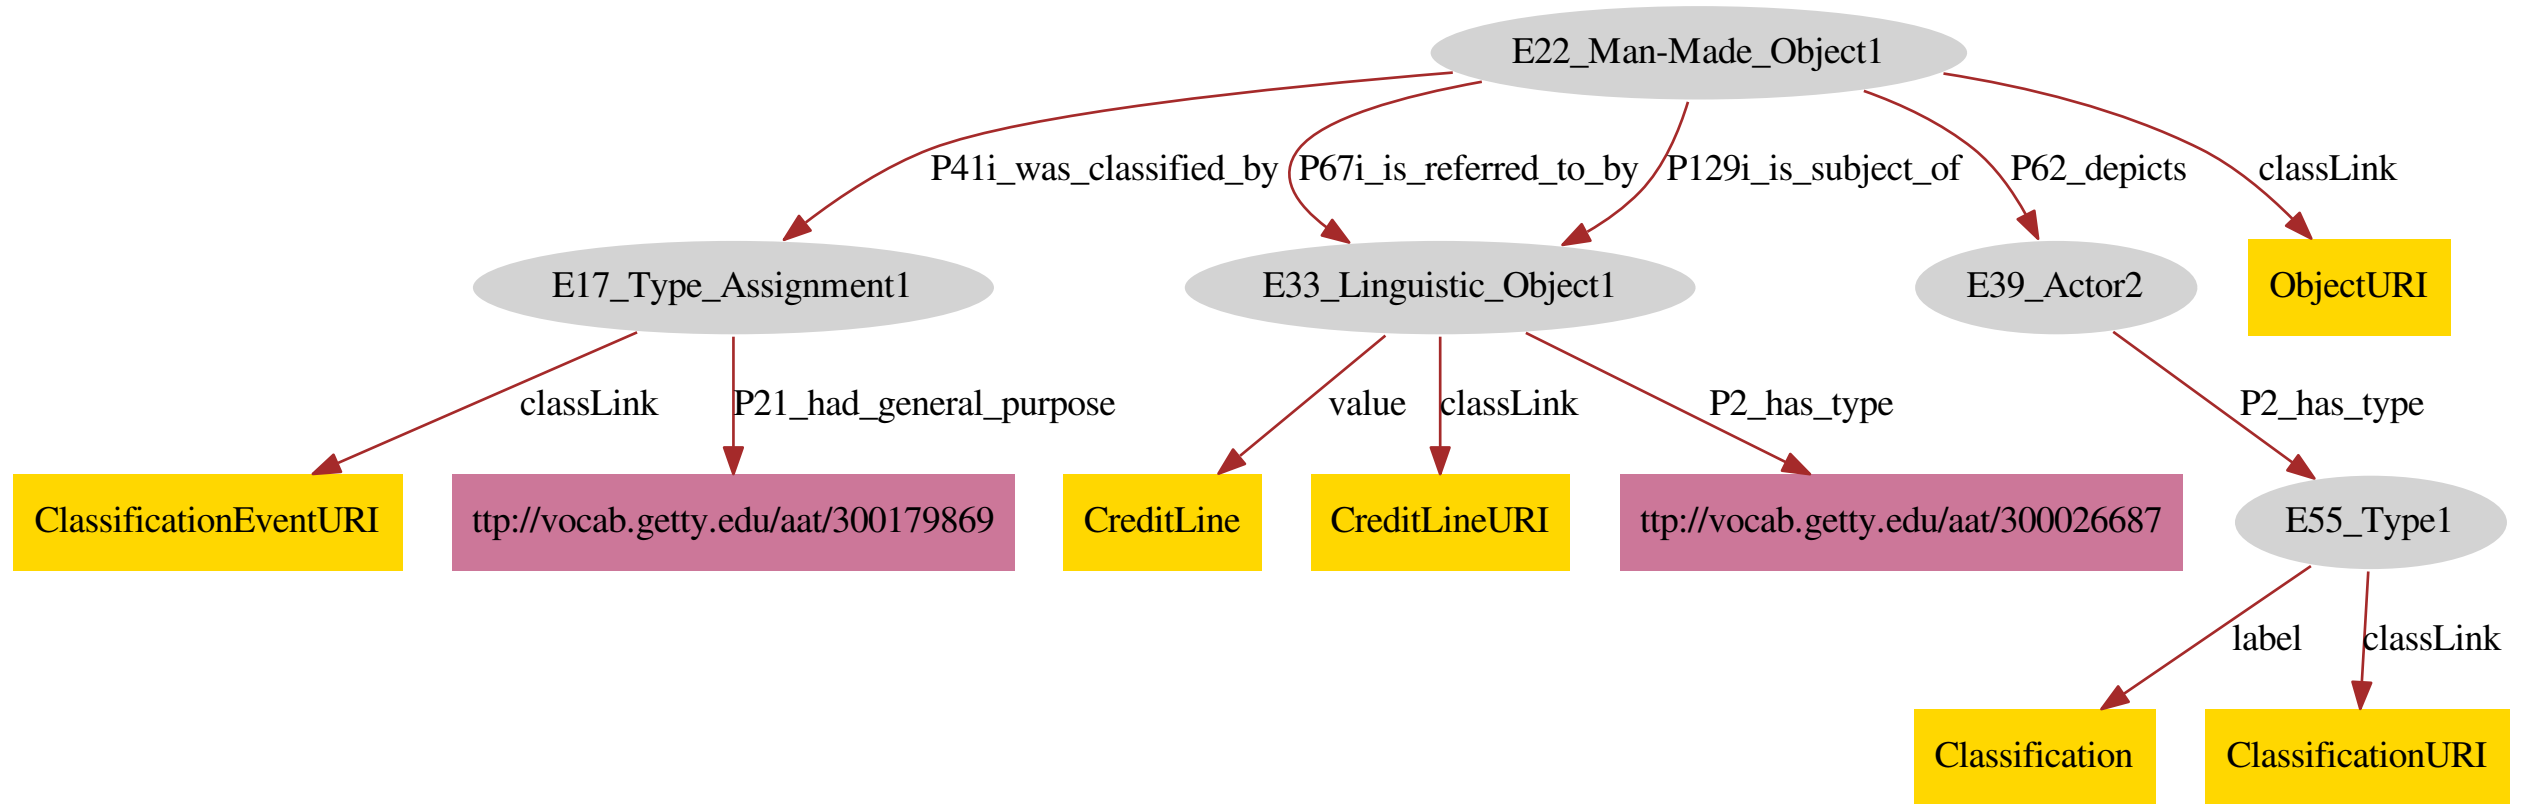 E22_Man-Made_Object1
P41i_was_classified_by
P67i_is_referred_to_by
P129i_is_subject_of
P62_depicts
classLink
E17_Type_Assignment1
E33_Linguistic_Object1
E39_Actor2
ObjectURI
classLink
P21_had_general_purpose
value
classLink
P2_has_type
P2_has_type
ClassificationEventURI
ttp://vocab.getty.edu/aat/300179869
CreditLine
CreditLineURI
ttp://vocab.getty.edu/aat/300026687
E55_Type1
label
classLink
Classification
ClassificationURI